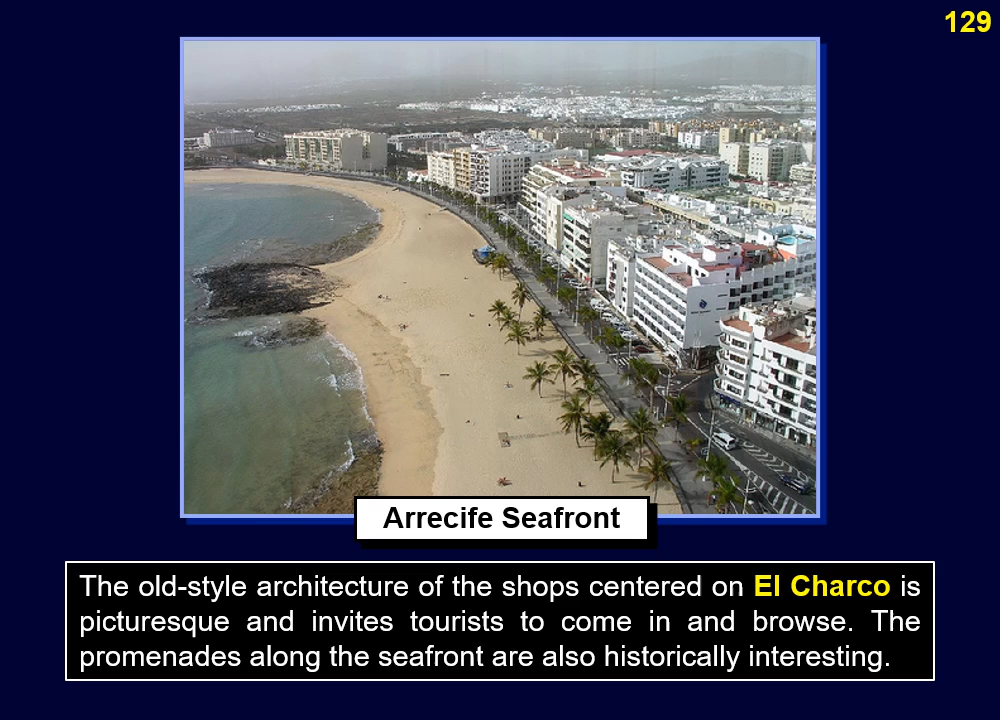 129
Arrecife Seafront
The old-style architecture of the shops centered on El Charco is
picturesque and invites tourists to come in and browse. The
promenades along the seafront are also historically interesting.